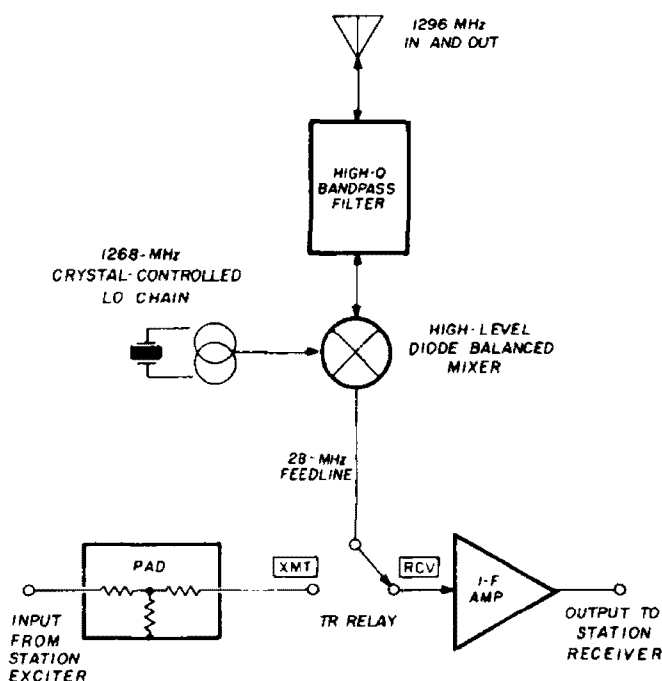 1296 MHz
IN AND OUT
HIGH-Q
BANDPASS
FILTER
1268-MHz
CRYSTAL-CONTROLLED
LO CHAIN
HIGH-LEVEL
DIODE BALANCED
MIXER
28-MHz
FEEDLINE
PAD
XMT
RCV
I-F
AMP
INPUT
FROM
STATION
EXCITER
TR RELAY
OUTPUT TO
STATION
RECEIVER